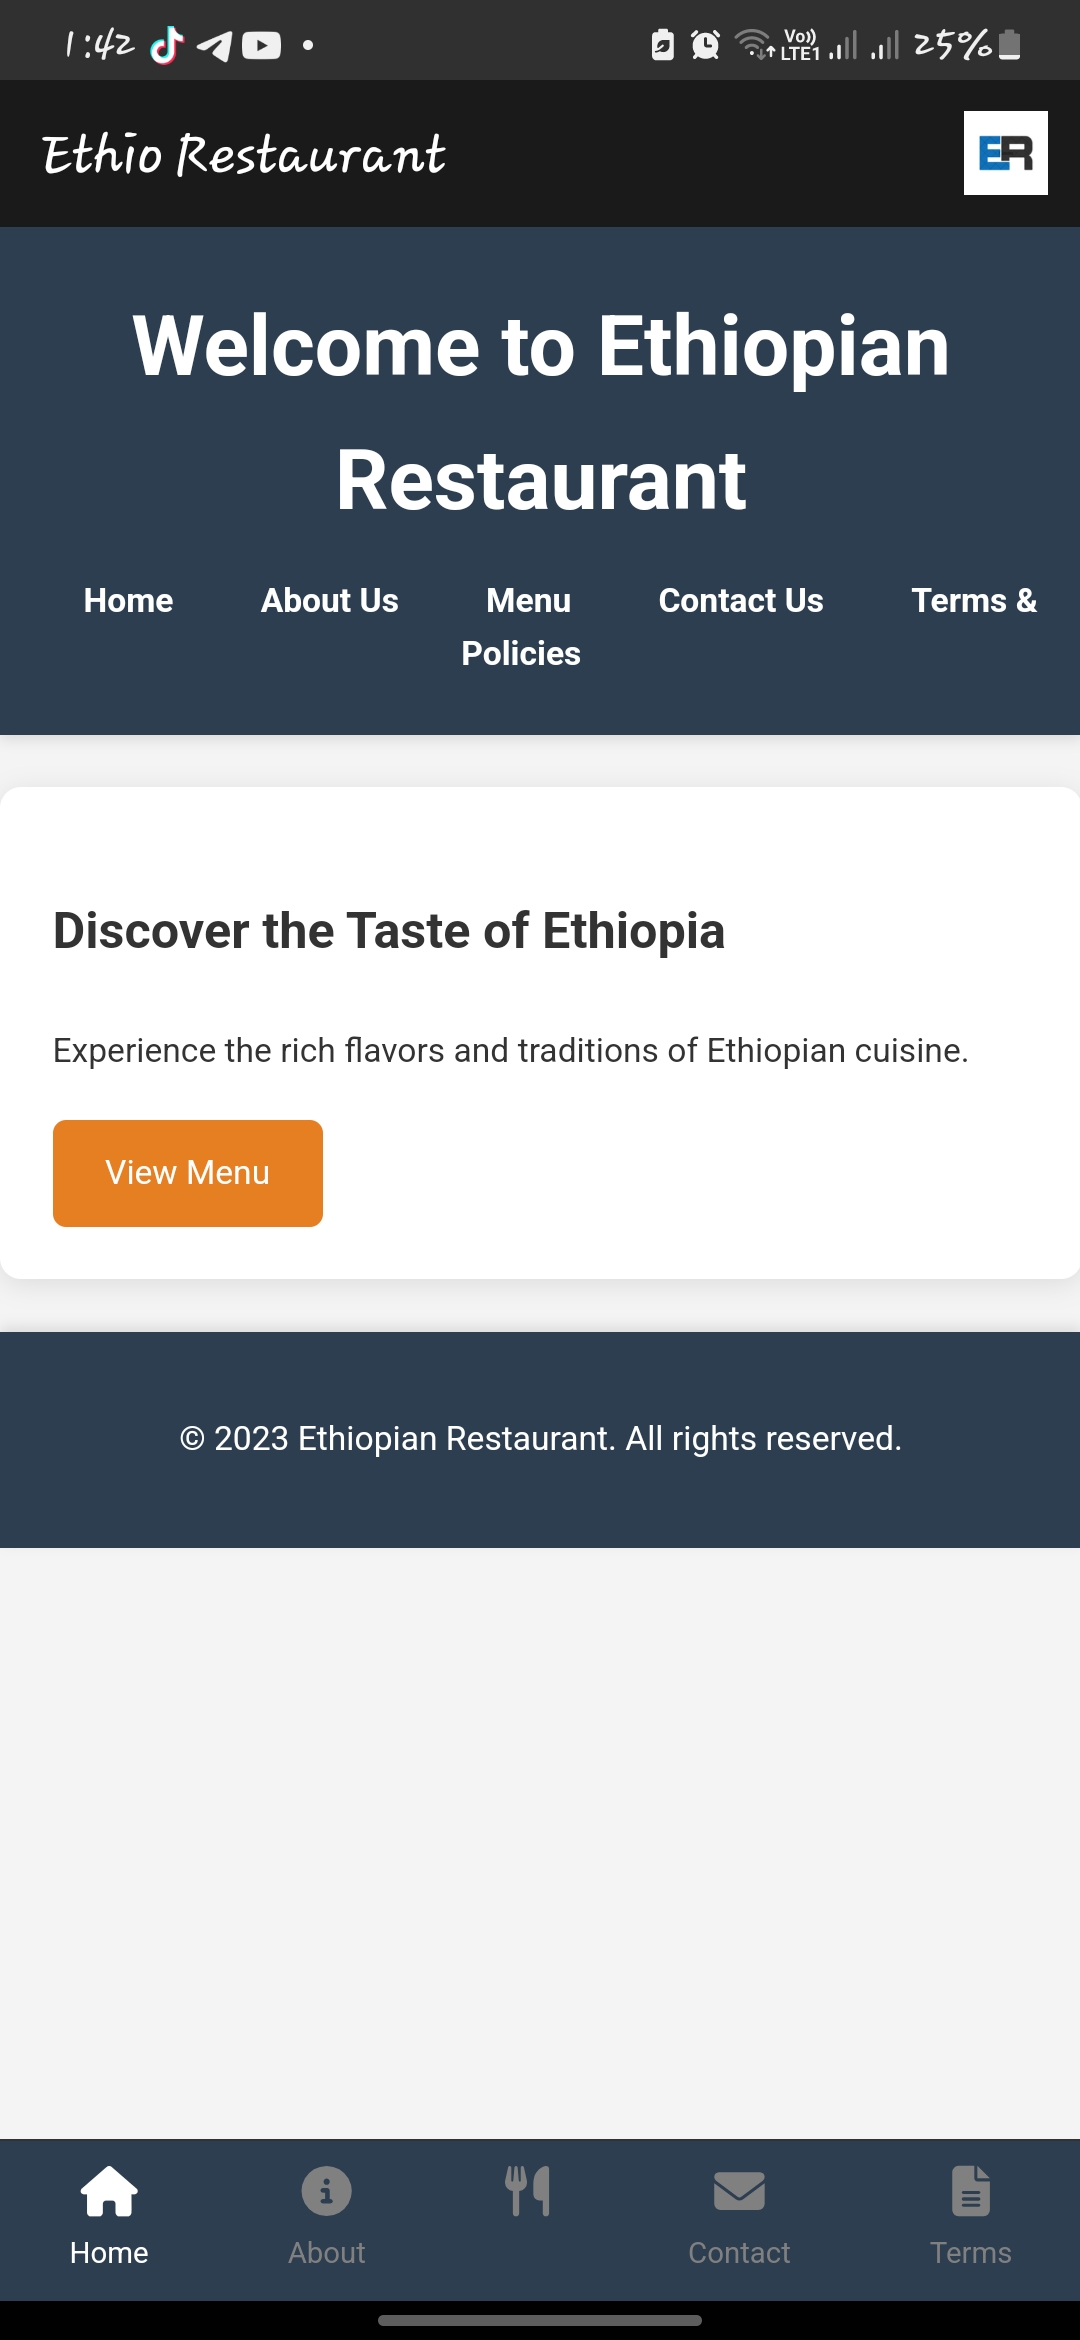 1:42
Vo))
LTE1
25%
Ethio Restaurant
ER
Welcome to Ethiopian
Restaurant
Home About Us Menu Contact Us Terms &
Policies
Discover the Taste of Ethiopia
Experience the rich flavors and traditions of Ethiopian cuisine.
View Menu
© 2023 Ethiopian Restaurant. All rights reserved.
Home About Contact Terms